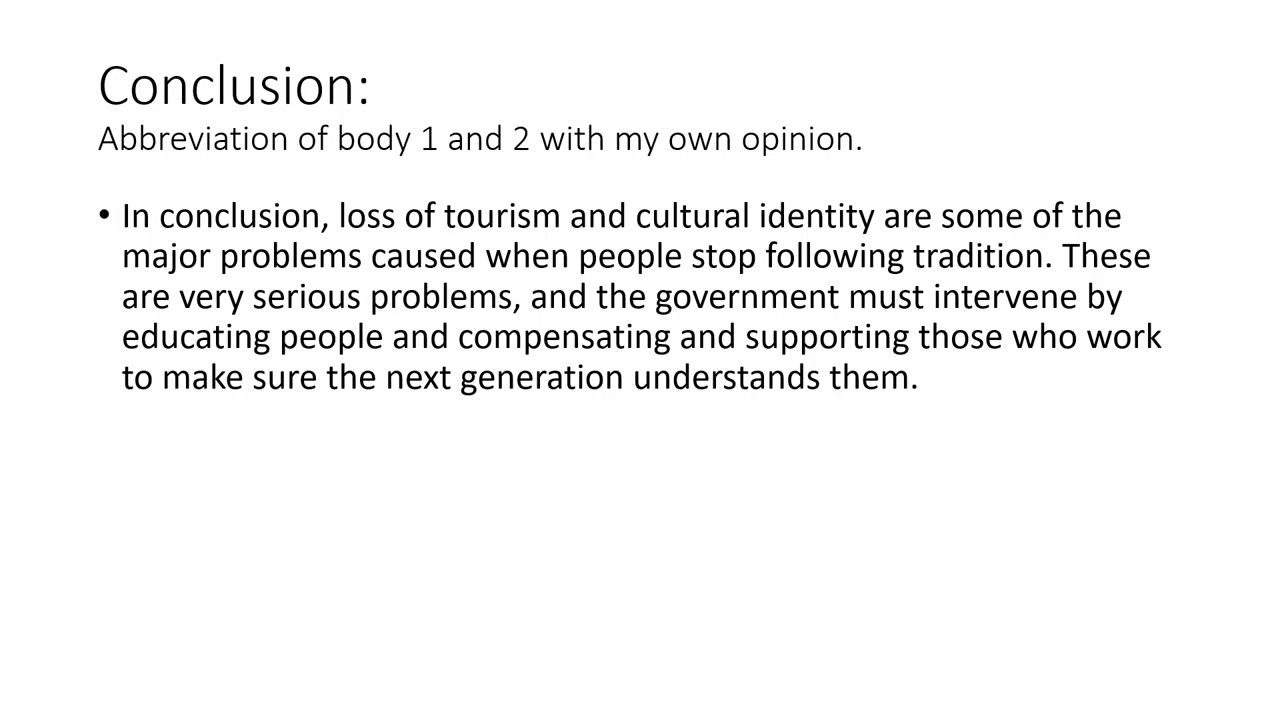 Conclusion:
Abbreviation of body 1 and 2 with my own opinion.
• In conclusion, loss of tourism and cultural identity are some of the
major problems caused when people stop following tradition. These
are very serious problems, and the government must intervene by
educating people and compensating and supporting those who work
to make sure the next generation understands them.